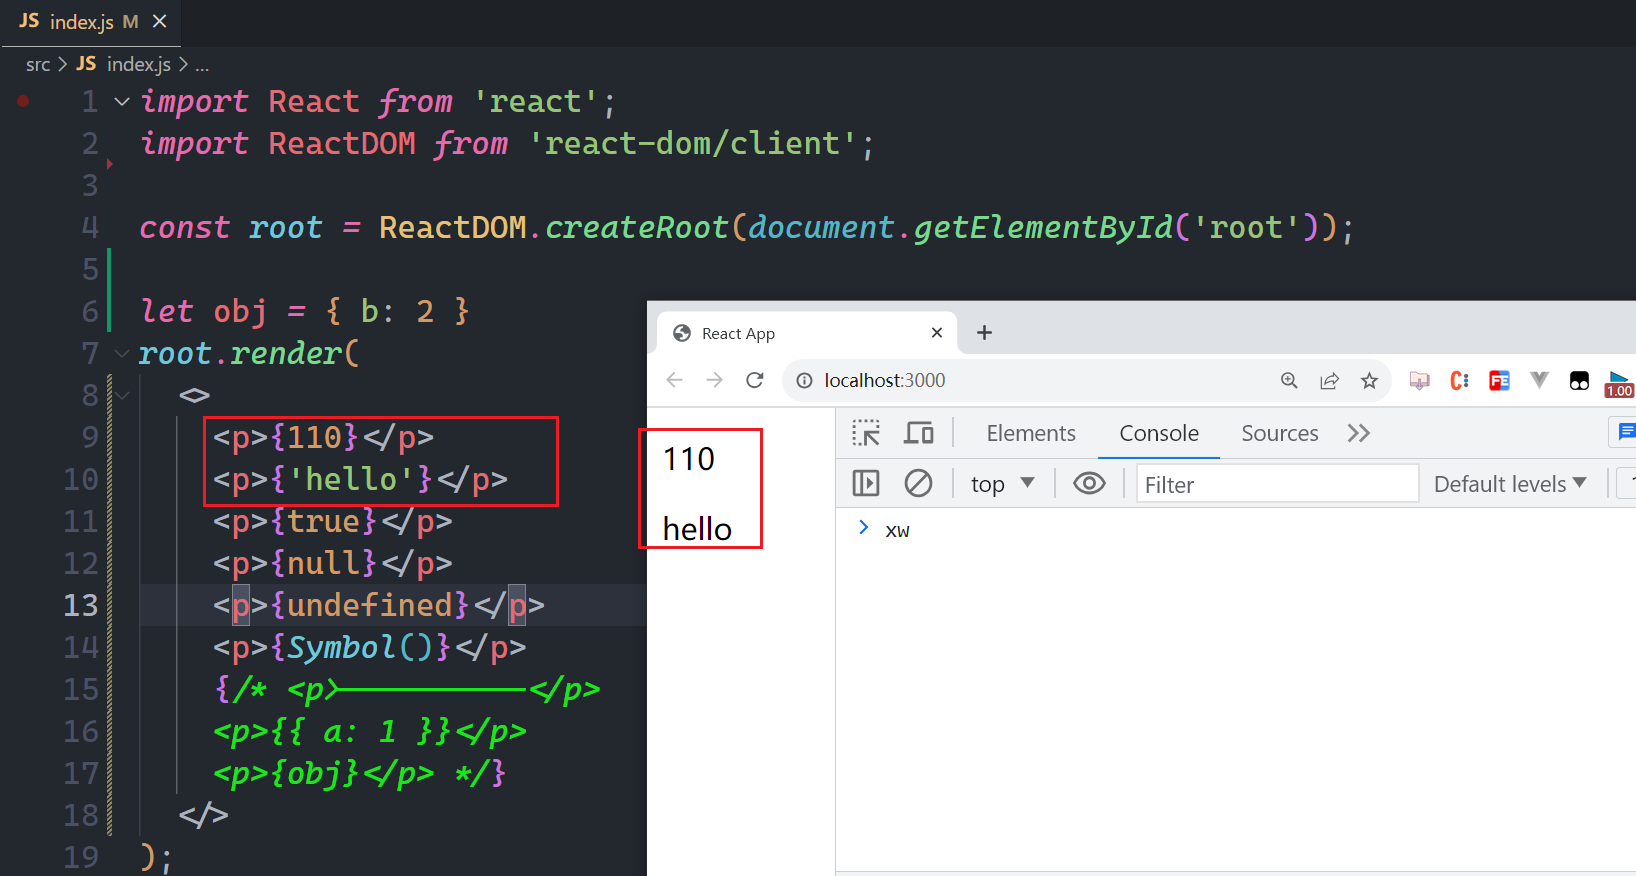 JS index.js M
src > JS index.js > ...
1 import React from 'react';
2 import ReactDOM from 'react-dom/client';
3
4 const root = ReactDOM.createRoot(document.getElementById('root'));
5
6 let obj = { b: 2 }
7 root.render(
8 <>
9 <p>{110}</p>
10 <p>{'hello'}</p>
11 <p>{true}</p>
12 <p>{null}</p>
13 <p>{undefined}</p>
14 <p>{Symbol()}</p>
15 {/* <p>----------</p>
16 <p>{{ a: 1 }}</p>
17 <p>{obj}</p> */}
18 </>
19 );
React App
localhost:3000
C:
FE
1.00
110
hello
Elements Console Sources
top Filter Default levels
> xw